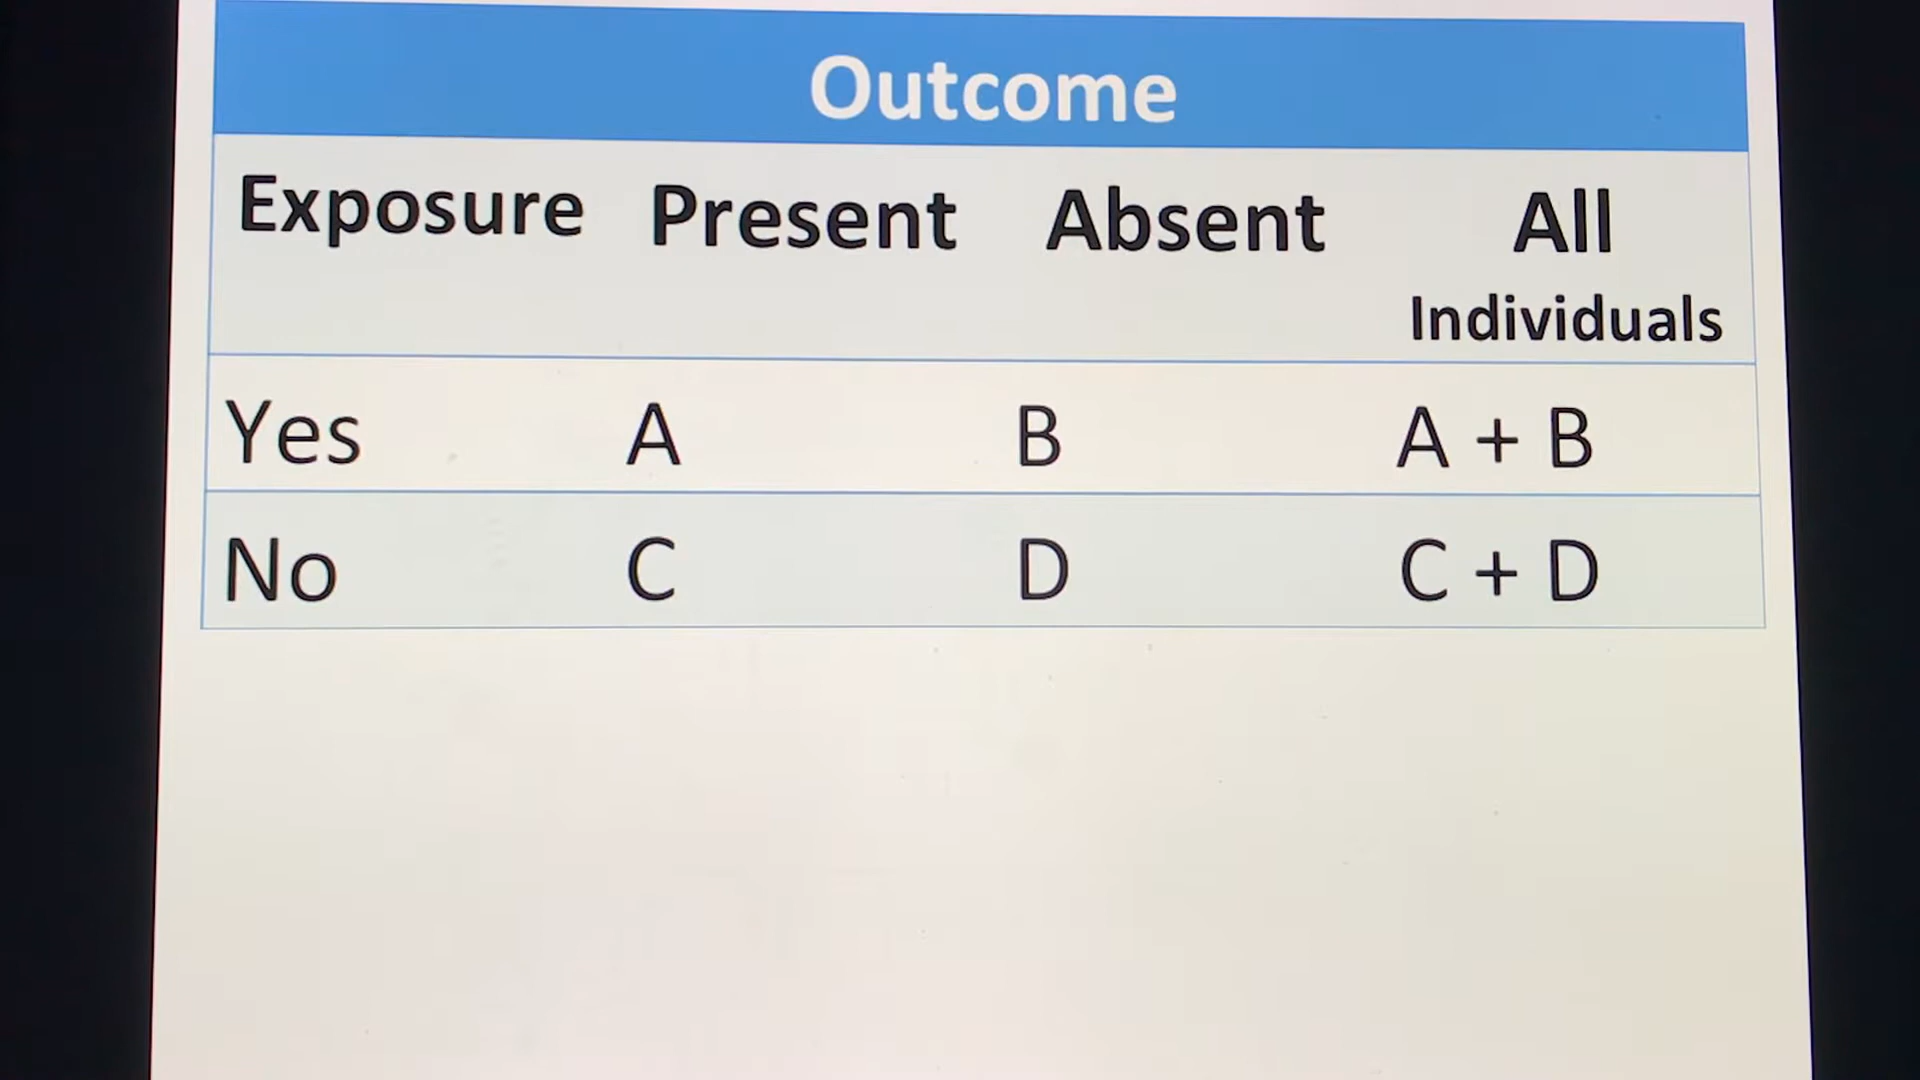 Outcome
Exposure Present Absent All
Individuals
Yes A B A + B
No C D C + D